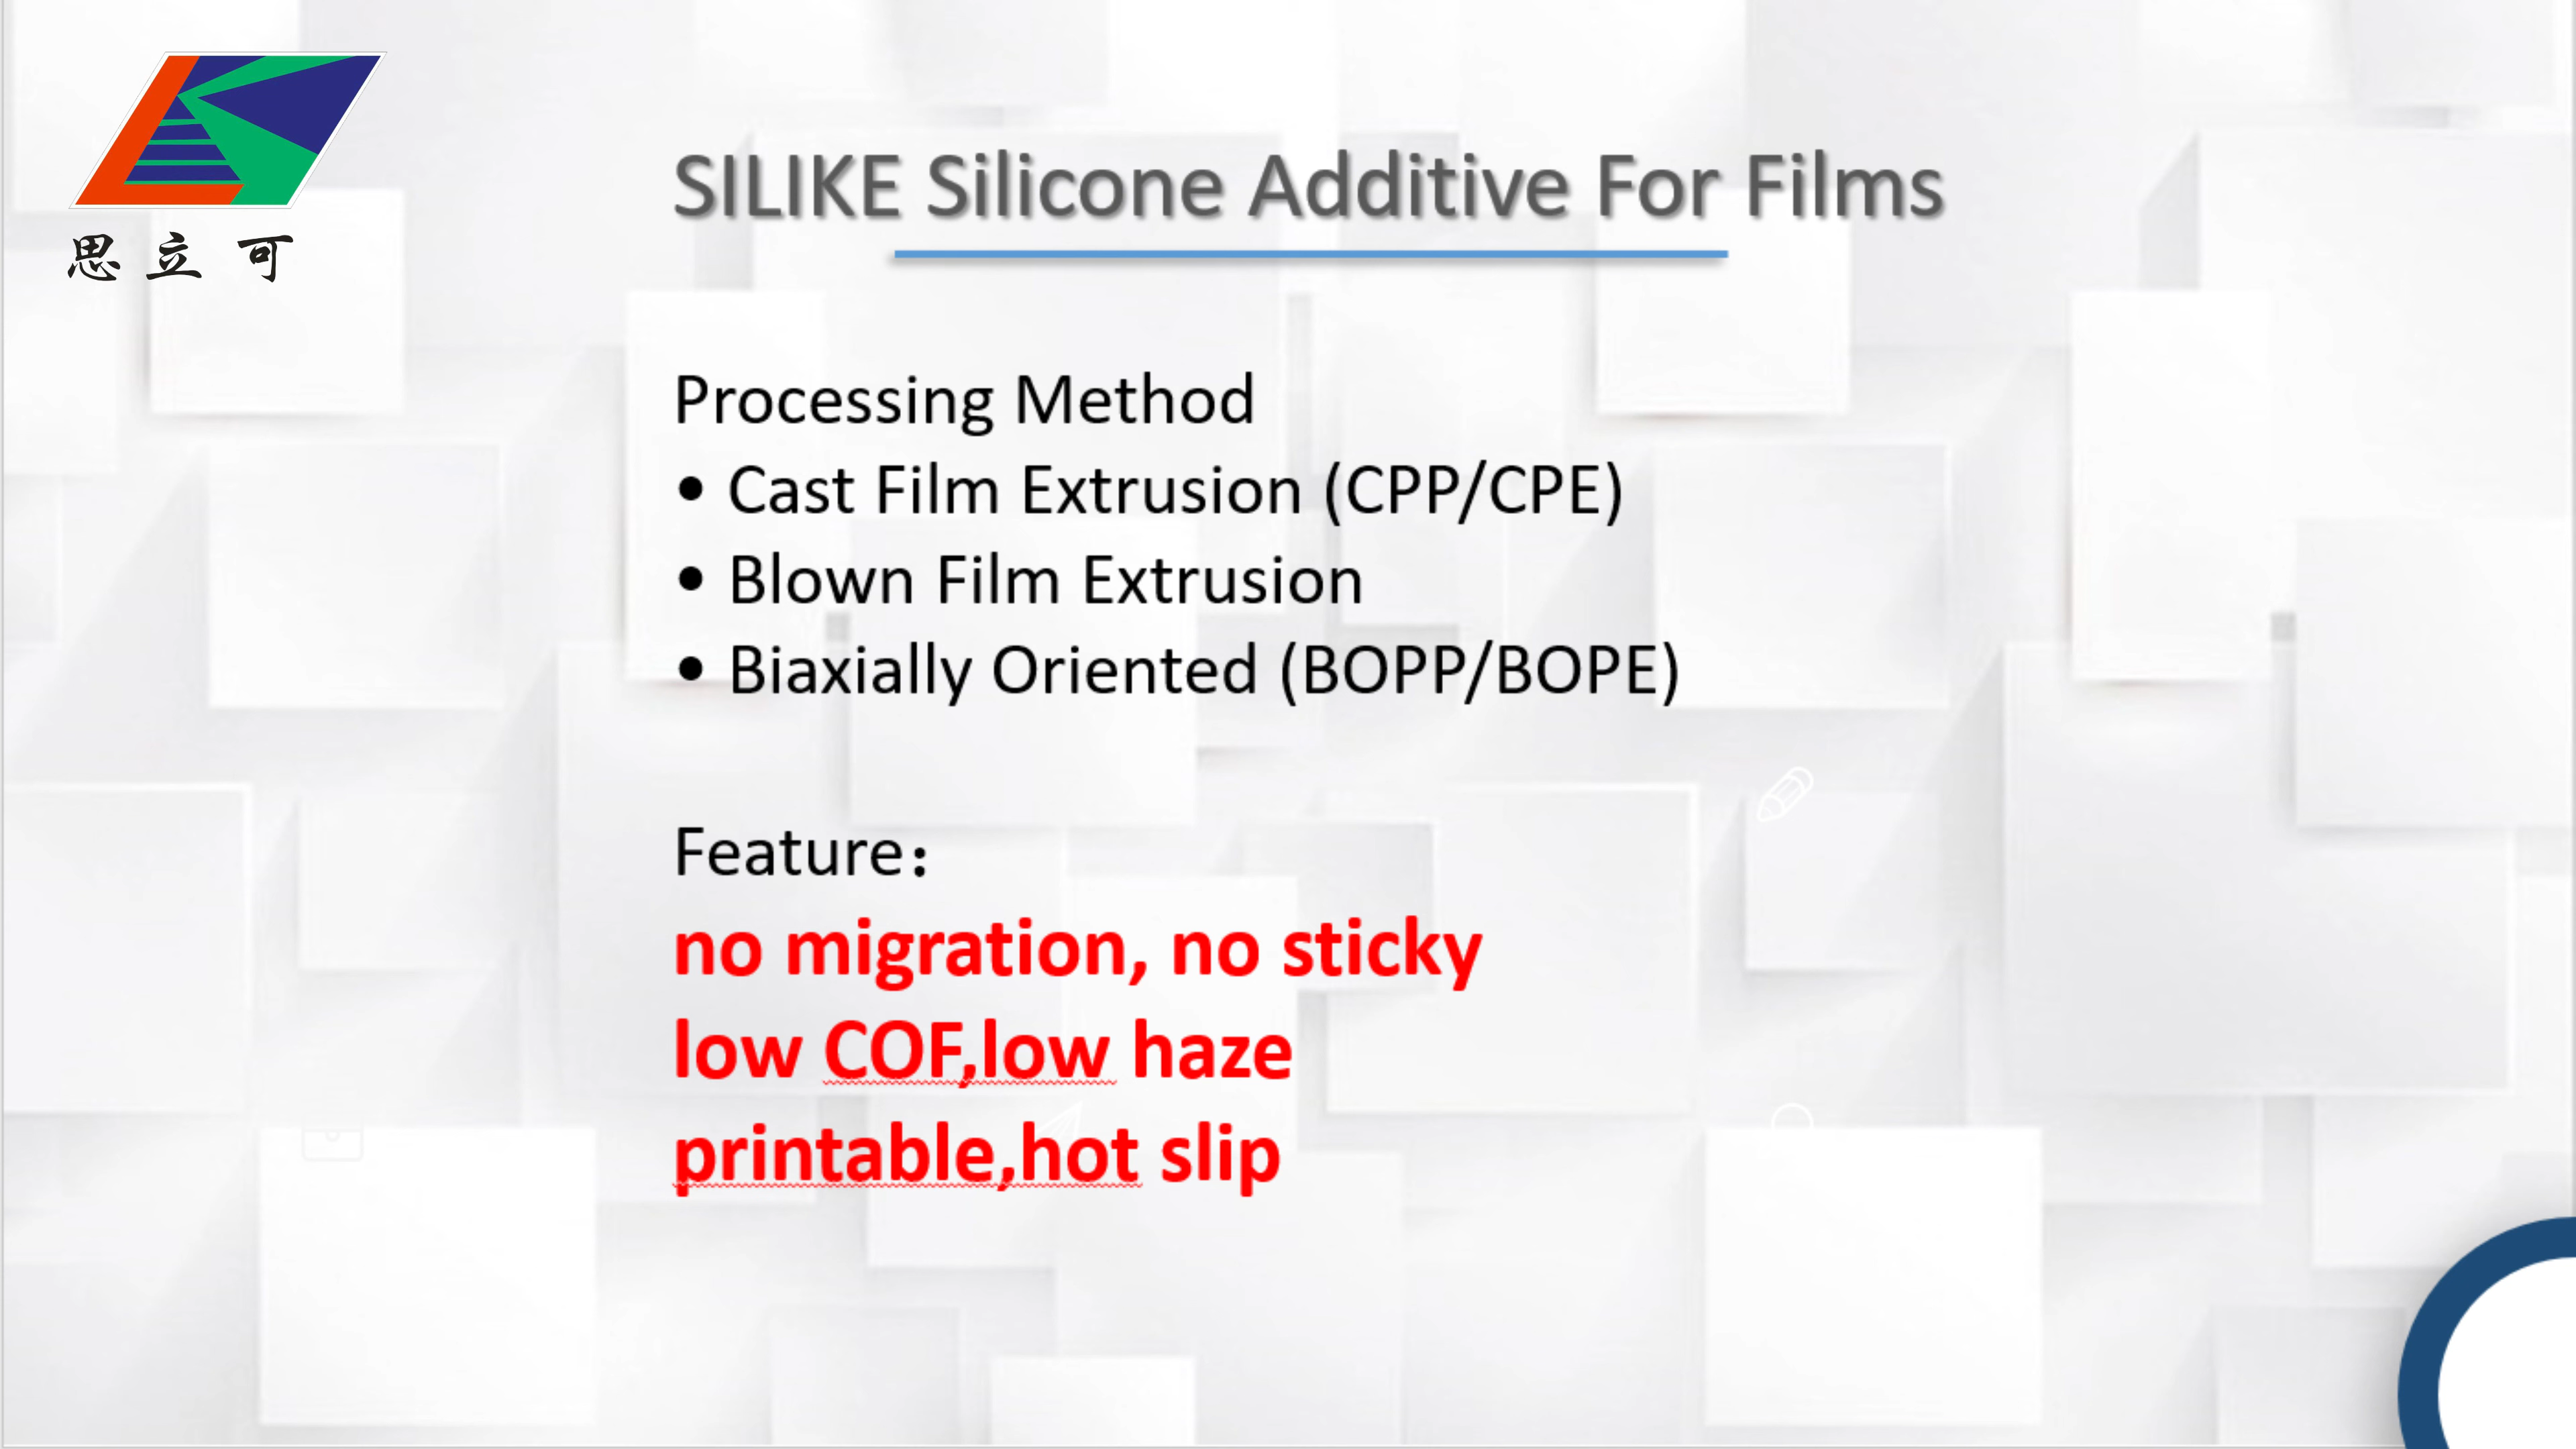 思立可
SILIKE Silicone Additive For Films
Processing Method
• Cast Film Extrusion (CPP/CPE)
• Blown Film Extrusion
• Biaxially Oriented (BOPP/BOPE)
Feature：
no migration, no sticky
low COF,low haze
printable,hot slip